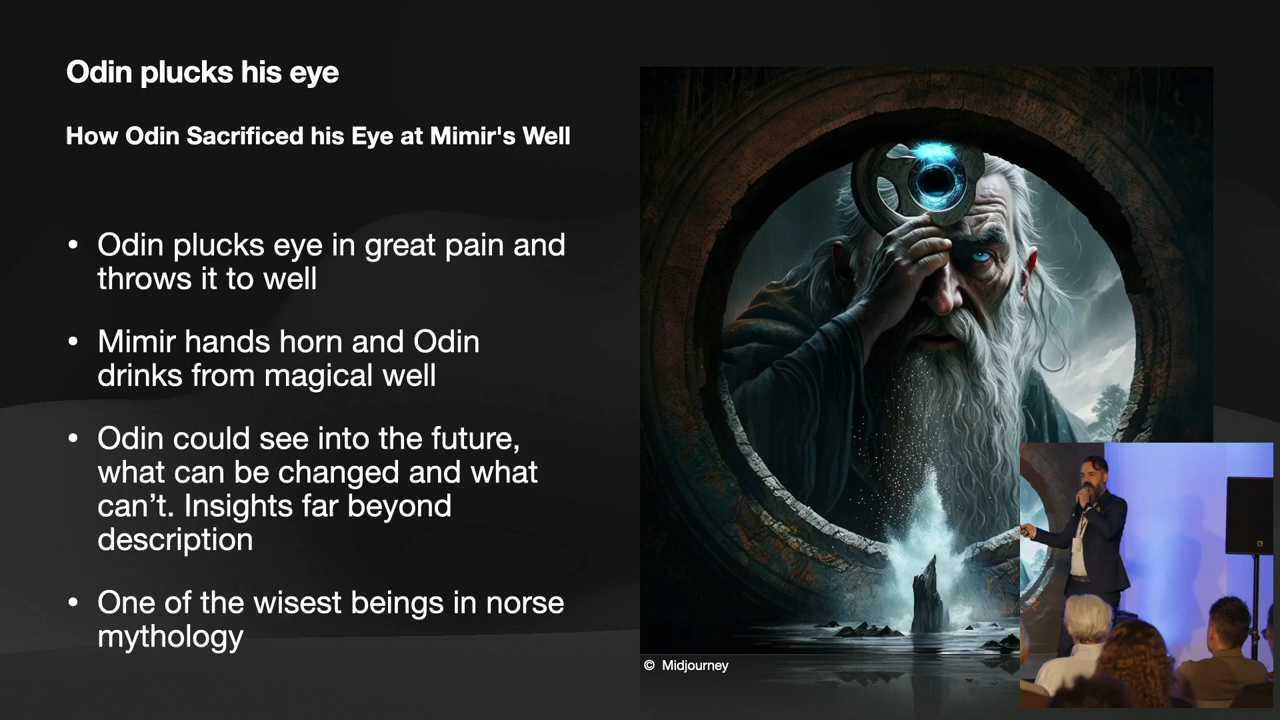 Odin plucks his eye
How Odin Sacrificed his Eye at Mimir's Well
• Odin plucks eye in great pain and
throws it to well
• Mimir hands horn and Odin
drinks from magical well
• Odin could see into the future,
what can be changed and what
can’t. Insights far beyond
description
• One of the wisest beings in norse
mythology
© Midjourney